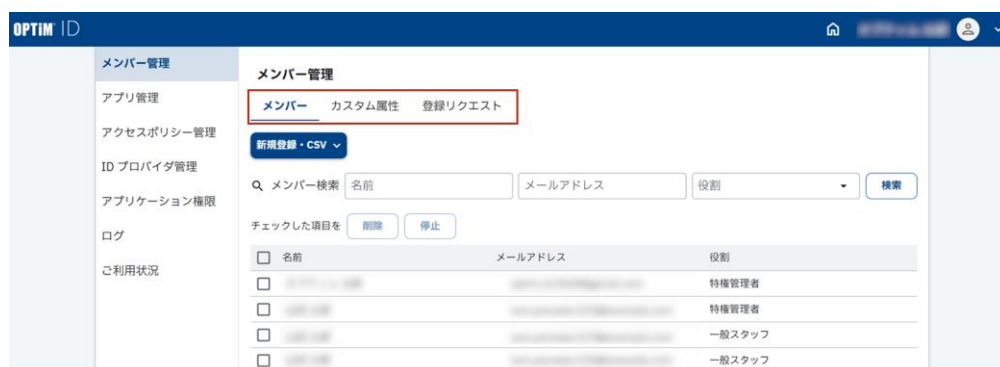 OPTiM ID
メンバー管理
アプリ管理
アクセスポリシー管理
ID プロバイダ管理
アプリケーション権限
ログ
ご利用状況
メンバー管理
メンバー カスタム属性 登録リクエスト
新規登録・CSV
メンバー検索 名前 メールアドレス 役割 検索
チェックした項目を 削除 停止
名前 メールアドレス 役割
特権管理者
特権管理者
一般スタッフ
一般スタッフ